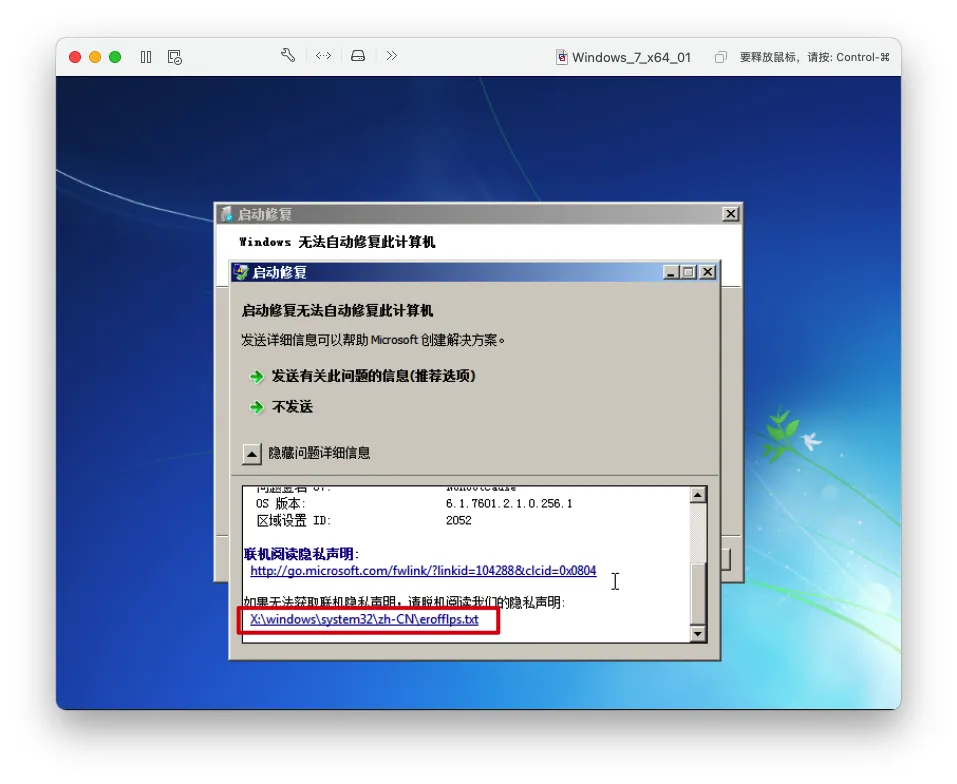 Windows_7_x64_01
要释放鼠标，请按: Control-⌘
启动修复
Windows 无法自动修复此计算机
启动修复
启动修复无法自动修复此计算机
发送详细信息可以帮助 Microsoft 创建解决方案。
发送有关此问题的信息(推荐选项)
不发送
隐藏问题详细信息
OS 版本: 6.1.7601.2.1.0.256.1
区域设置 ID: 2052
联机阅读隐私声明:
http://go.microsoft.com/fwlink/?linkid=104288&clcid=0x0804
如果无法获取联机隐私声明，请脱机阅读我们的隐私声明:
X:\windows\system32\zh-CN\erofflps.txt